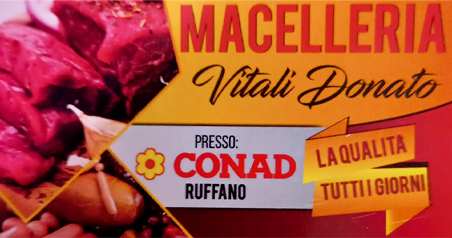 MACELLERIA
Vitali Donato
PRESSO:
CONAD
RUFFANO
LA QUALITA
TUTTI I GIORNI